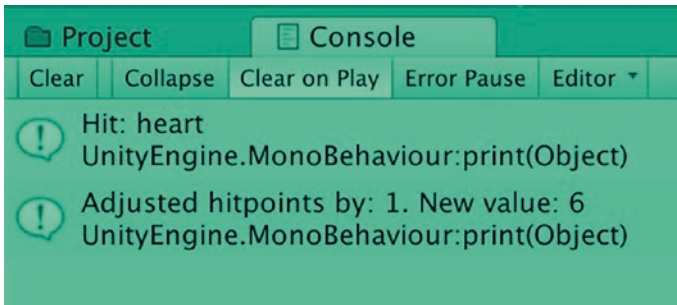 Project Console
Clear Collapse Clear on Play Error Pause Editor
Hit: heart
UnityEngine.MonoBehaviour:print(Object)
Adjusted hitpoints by: 1. New value: 6
UnityEngine.MonoBehaviour:print(Object)